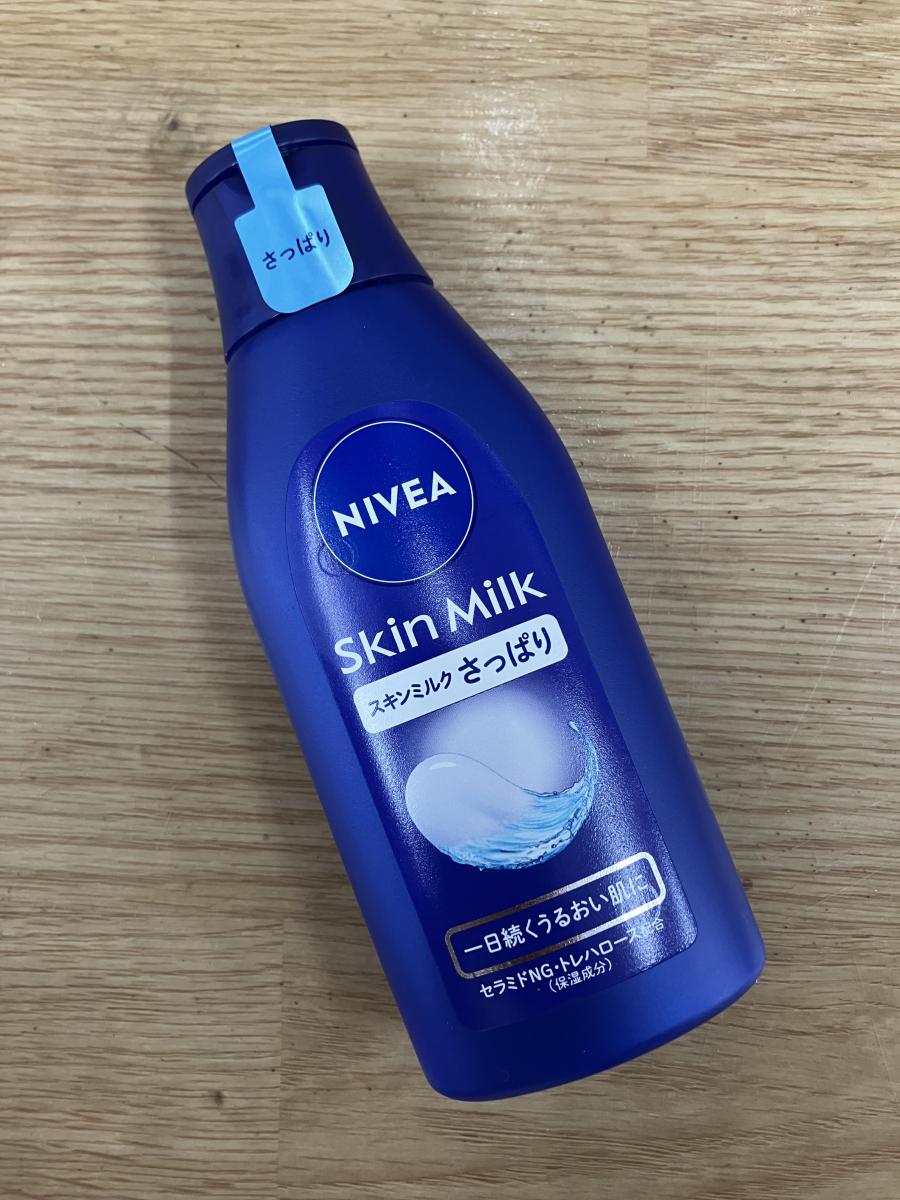 さっぱり
NIVEA
Skin Milk
スキンミルク さっぱり
一日続くうるおい肌に
セラミドNG・トレハロース配合
(保湿成分)